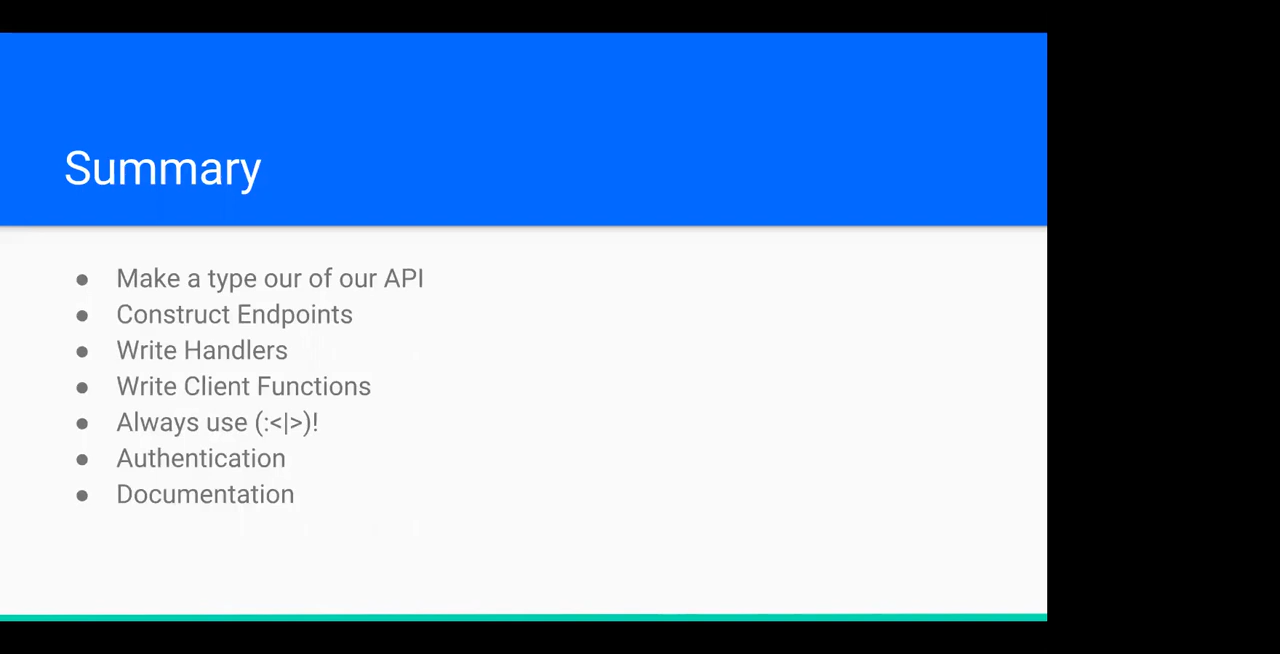 Summary
● Make a type our of our API
● Construct Endpoints
● Write Handlers
● Write Client Functions
● Always use (:<|>)!
● Authentication
● Documentation